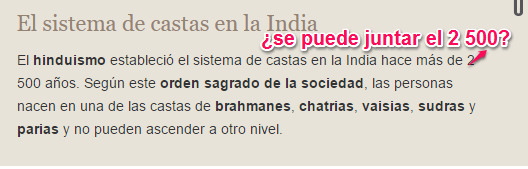 El sistema de castas en la India
¿se puede juntar el 2 500?
El hinduismo estableció el sistema de castas en la India hace más de 2
500 años. Según este orden sagrado de la sociedad, las personas
nacen en una de las castas de brahmanes, chatrias, vaisias, sudras y
parias y no pueden ascender a otro nivel.